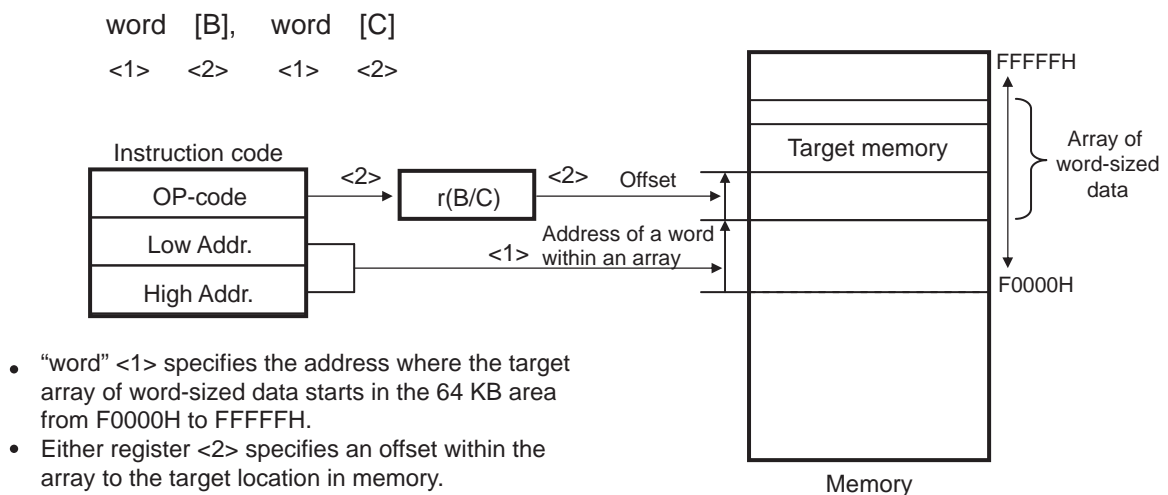 word [B], word [C]
<1> <2> <1> <2>
Instruction code
OP-code
Low Addr.
High Addr.
<2>
r(B/C)
<2>
Offset
<1>
Address of a word
within an array
Target memory
FFFFFH
Array of
word-sized
data
F0000H
Memory
• “word” <1> specifies the address where the target
array of word-sized data starts in the 64 KB area
from F0000H to FFFFFH.
• Either register <2> specifies an offset within the
array to the target location in memory.